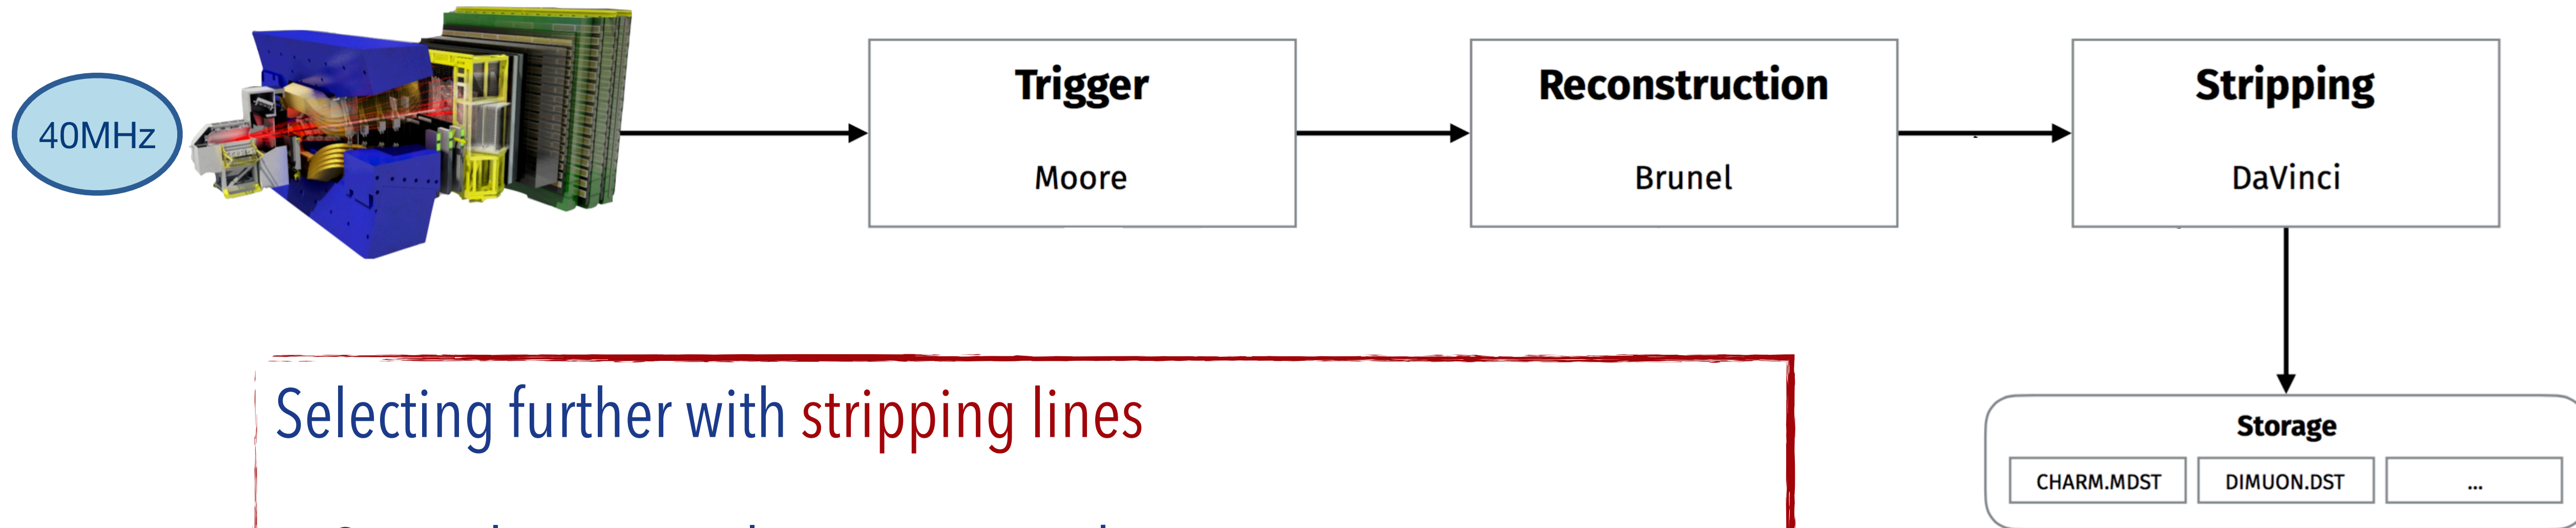 40MHz
Trigger
Moore
Reconstruction
Brunel
Stripping
DaVinci
Selecting further with stripping lines
Storage
CHARM.MDST
DIMUON.DST
...